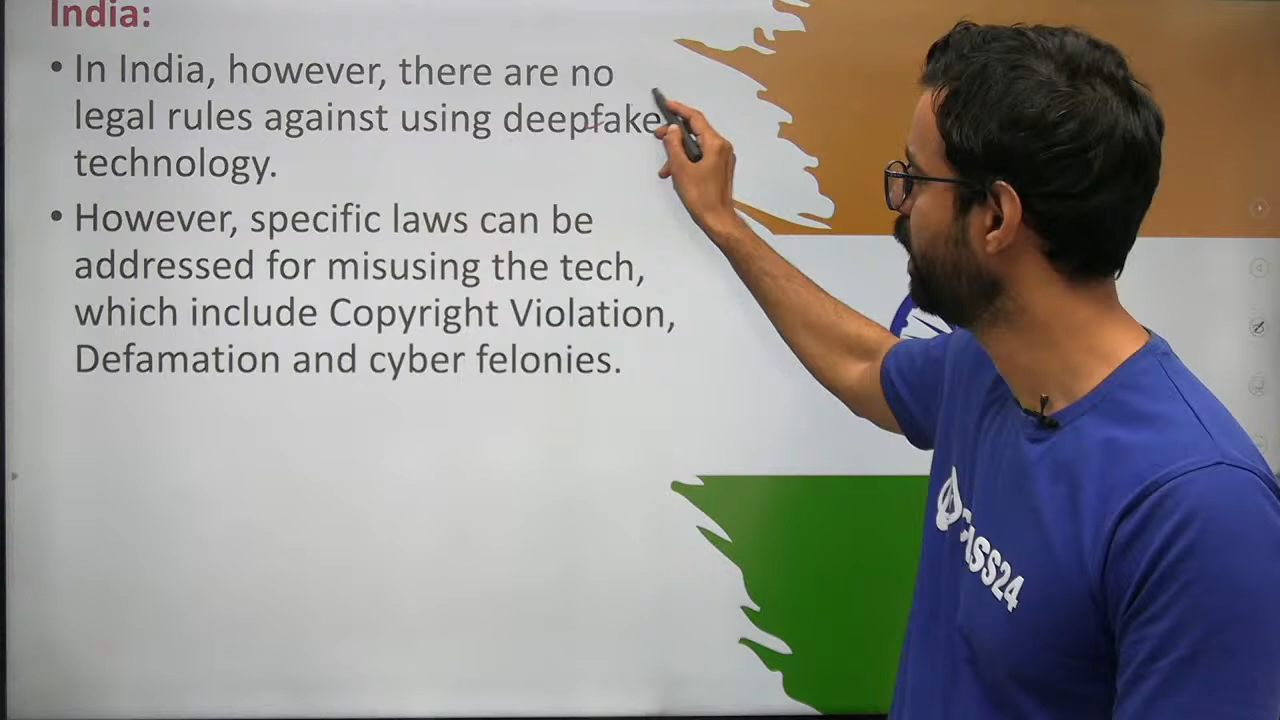 India:
• In India, however, there are no
legal rules against using deepfake
technology.
• However, specific laws can be
addressed for misusing the tech,
which include Copyright Violation,
Defamation and cyber felonies.